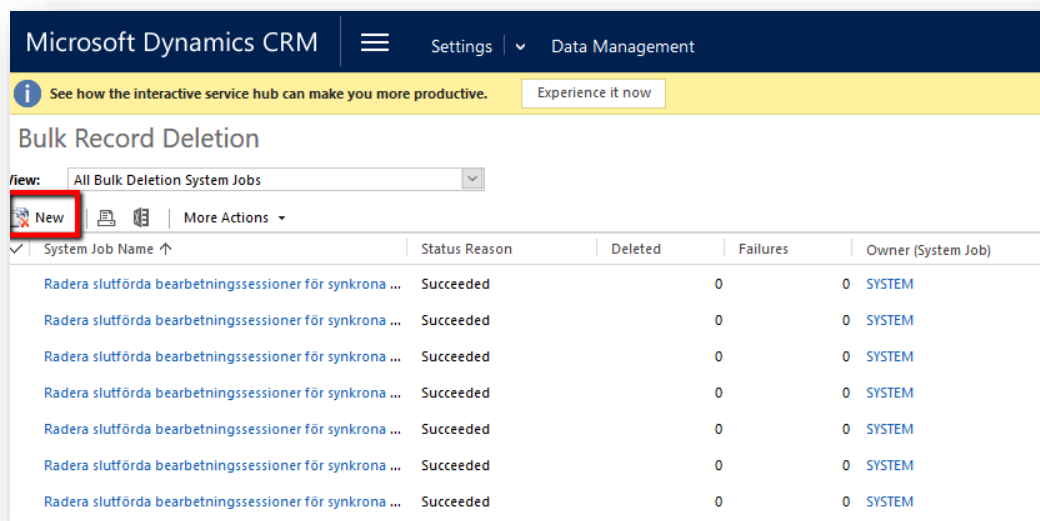 Microsoft Dynamics CRM Settings Data Management
See how the interactive service hub can make you more productive. Experience it now
Bulk Record Deletion
View: All Bulk Deletion System Jobs
New More Actions
System Job Name ↑ Status Reason Deleted Failures Owner (System Job)
Radera slutförda bearbetningssessioner för synkrona ... Succeeded 0 0 SYSTEM
Radera slutförda bearbetningssessioner för synkrona ... Succeeded 0 0 SYSTEM
Radera slutförda bearbetningssessioner för synkrona ... Succeeded 0 0 SYSTEM
Radera slutförda bearbetningssessioner för synkrona ... Succeeded 0 0 SYSTEM
Radera slutförda bearbetningssessioner för synkrona ... Succeeded 0 0 SYSTEM
Radera slutförda bearbetningssessioner för synkrona ... Succeeded 0 0 SYSTEM
Radera slutförda bearbetningssessioner för synkrona ... Succeeded 0 0 SYSTEM